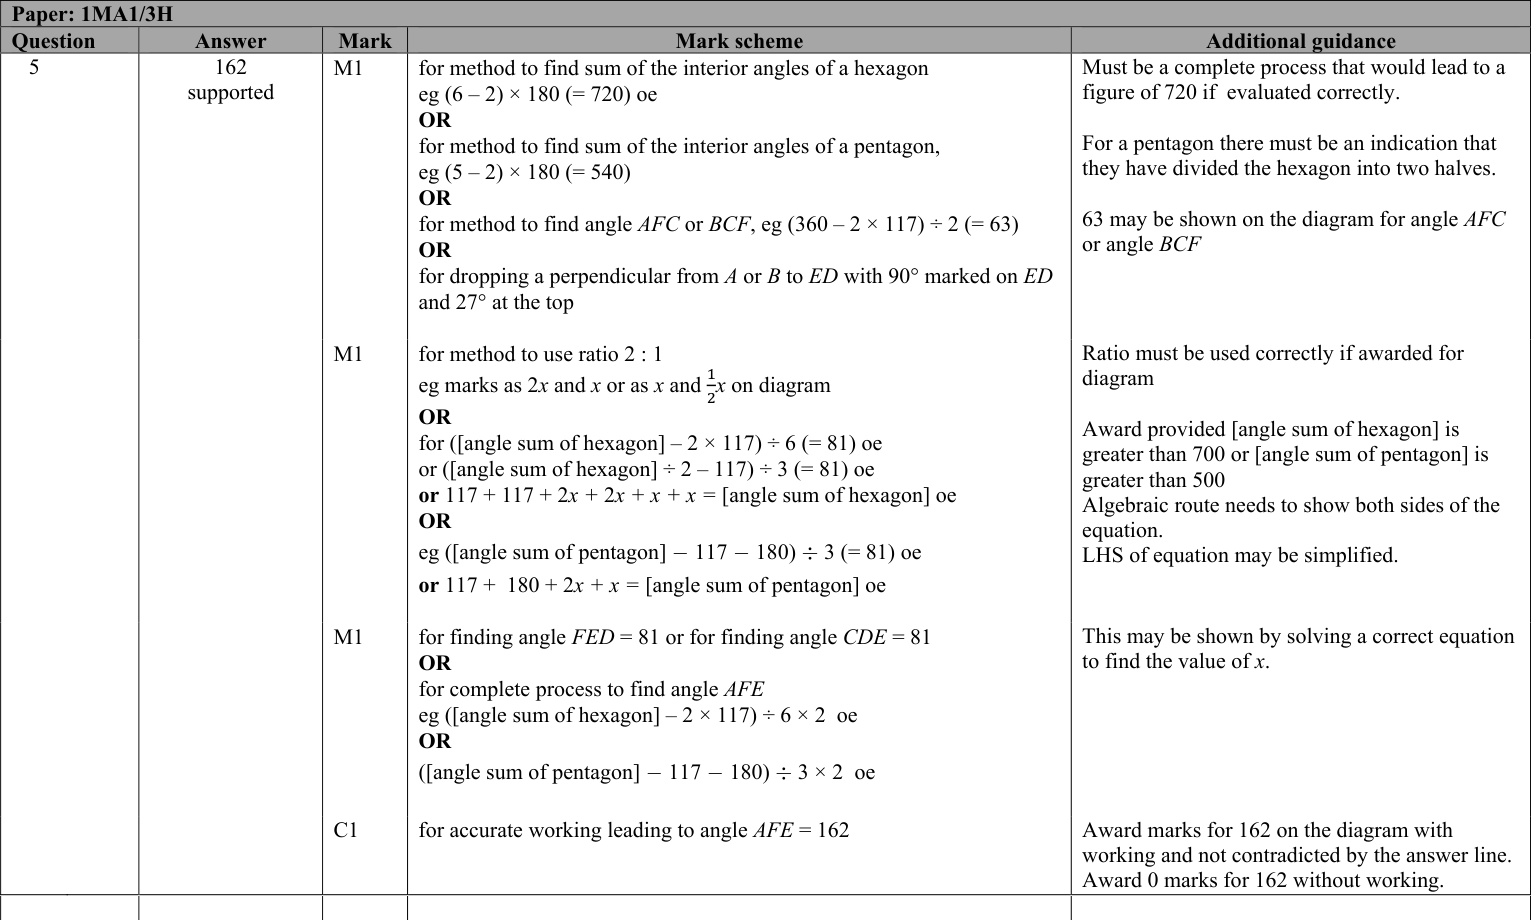 Paper: 1MA1/3H
Question Answer Mark Mark scheme Additional guidance
5
162
supported
M1
for method to find sum of the interior angles of a hexagon
eg (6 – 2) × 180 (= 720) oe
OR
for method to find sum of the interior angles of a pentagon,
eg (5 – 2) × 180 (= 540)
OR
for method to find angle AFC or BCF, eg (360 – 2 × 117) ÷ 2 (= 63)
OR
for dropping a perpendicular from A or B to ED with 90° marked on ED
and 27° at the top
Must be a complete process that would lead to a
figure of 720 if evaluated correctly.
For a pentagon there must be an indication that
they have divided the hexagon into two halves.
63 may be shown on the diagram for angle AFC
or angle BCF
M1
for method to use ratio 2 : 1
eg marks as 2x and x or as x and 1/2 x on diagram
OR
for ([angle sum of hexagon] – 2 × 117) ÷ 6 (= 81) oe
or ([angle sum of hexagon] ÷ 2 – 117) ÷ 3 (= 81) oe
or 117 + 117 + 2x + 2x + x + x = [angle sum of hexagon] oe
OR
eg ([angle sum of pentagon] − 117 − 180) ÷ 3 (= 81) oe
or 117 + 180 + 2x + x = [angle sum of pentagon] oe
Ratio must be used correctly if awarded for
diagram
Award provided [angle sum of hexagon] is
greater than 700 or [angle sum of pentagon] is
greater than 500
Algebraic route needs to show both sides of the
equation.
LHS of equation may be simplified.
M1
for finding angle FED = 81 or for finding angle CDE = 81
OR
for complete process to find angle AFE
eg ([angle sum of hexagon] – 2 × 117) ÷ 6 × 2 oe
OR
([angle sum of pentagon] − 117 − 180) ÷ 3 × 2 oe
This may be shown by solving a correct equation
to find the value of x.
C1
for accurate working leading to angle AFE = 162
Award marks for 162 on the diagram with
working and not contradicted by the answer line.
Award 0 marks for 162 without working.